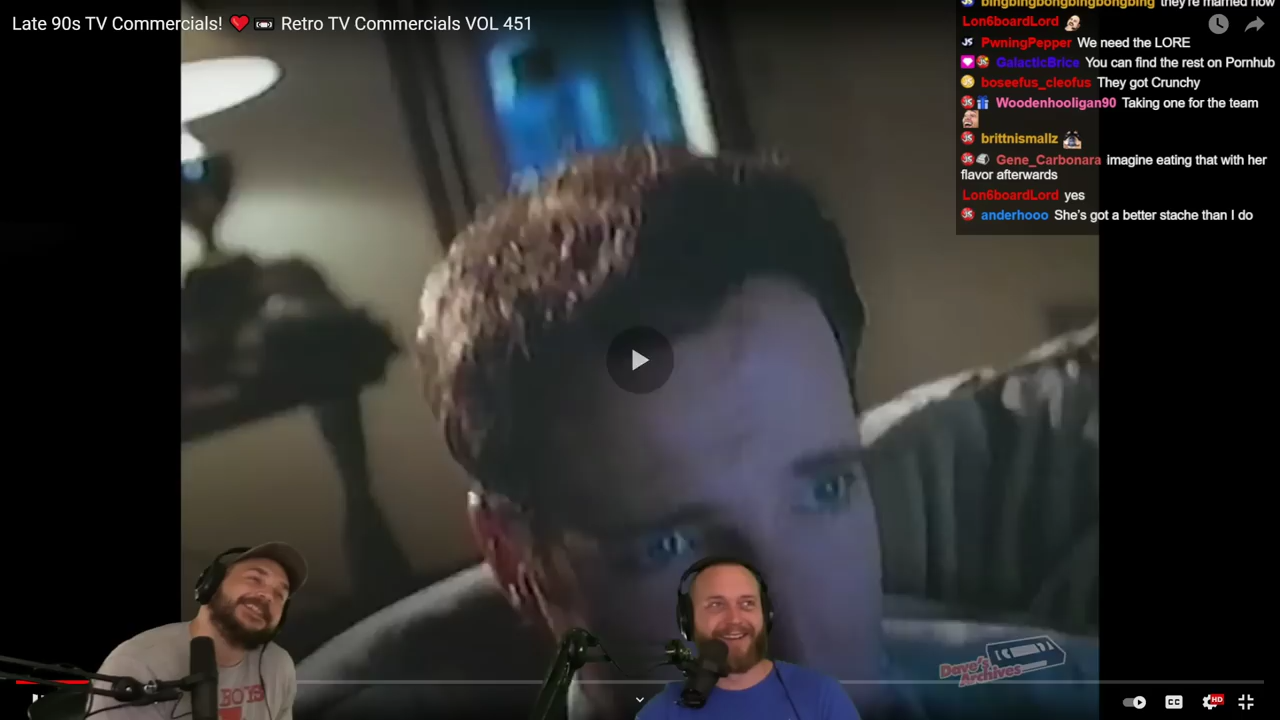 Late 90s TV Commercials! ❤️ 📼 Retro TV Commercials VOL 451
bingbingbongbingbongbing they're married now
Lon6boardLord
PwningPepper We need the LORE
GalacticBrice You can find the rest on Pornhub
boseefus_cleofus They got Crunchy
Woodenhooligan90 Taking one for the team
brittnismallz
Gene_Carbonara imagine eating that with her
flavor afterwards
Lon6boardLord yes
anderhooo She's got a better stache than I do
Dave's
Archives
BOYS
CC
HD